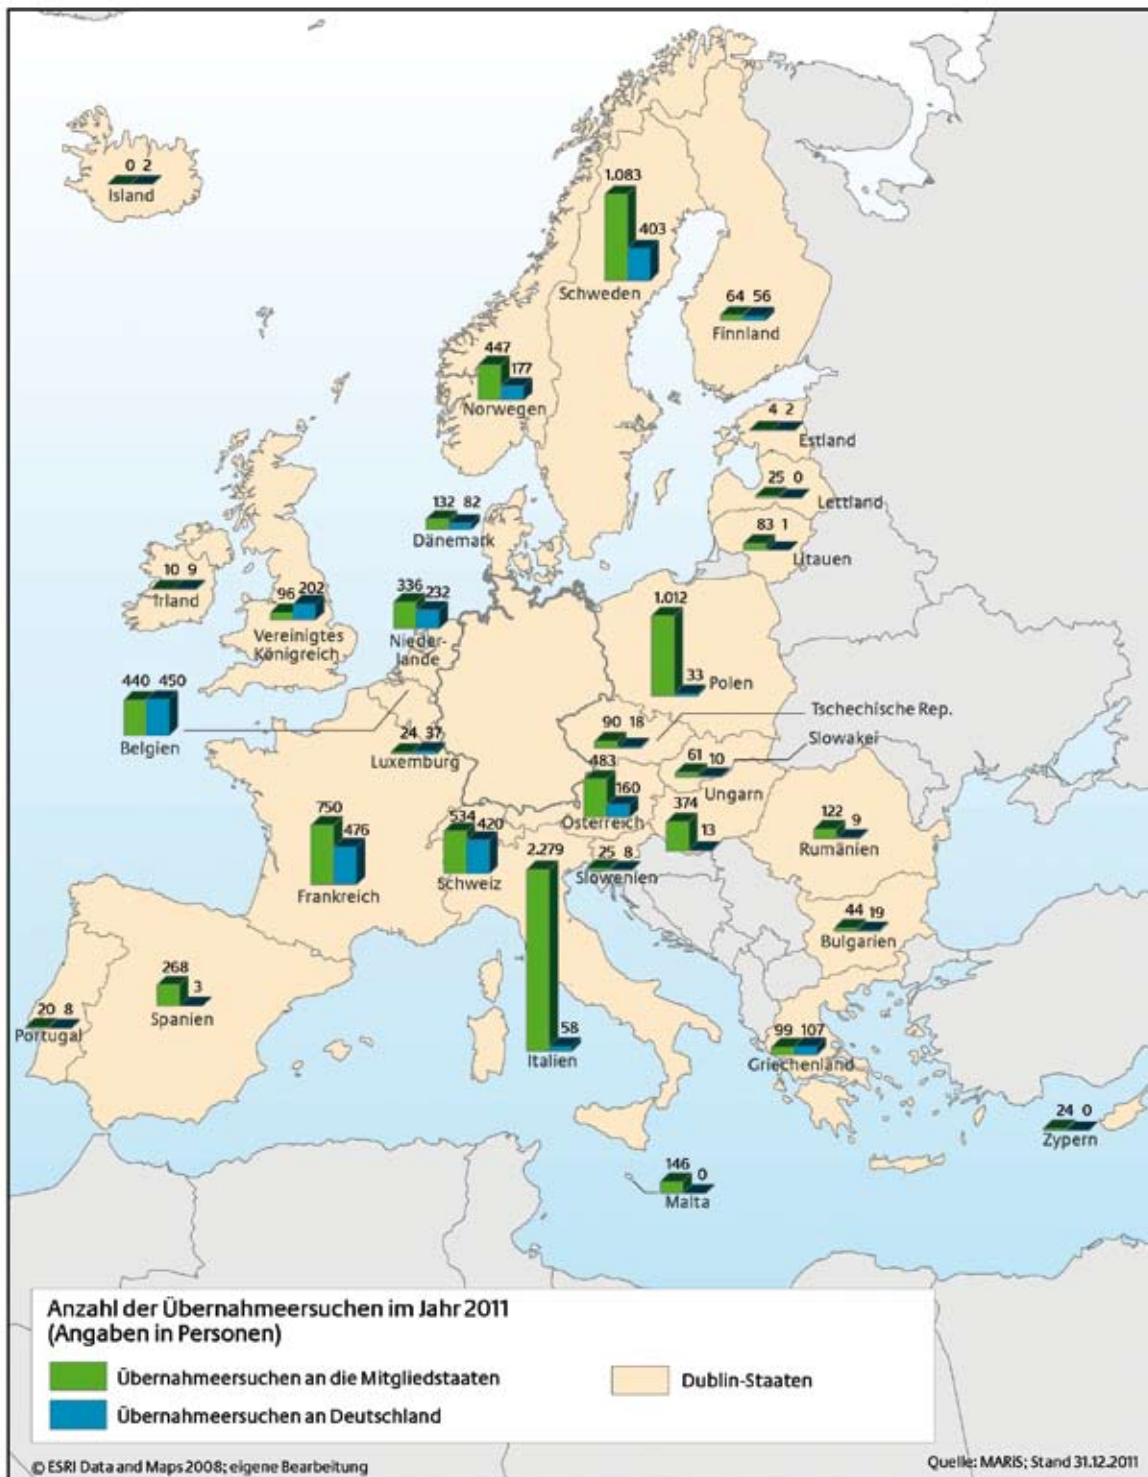 0 2
Island
1.083
403
Schweden
64 56
Finnland
447
177
Norwegen
4 2
Estland
25 0
Lettland
132 82
Dänemark
83 1
Litauen
10 9
Irland
96 202
Vereinigtes
Königreich
336 232
Nieder-
lande
1.012
33
Polen
440 450
Belgien
Tschechische Rep.
90 18
24 37
Luxemburg
Slowakei
61 10
Ungarn
483
160
Österreich
374
13
122
9
Rumänien
750
476
Frankreich
534
420
Schweiz
2.279
58
Italien
25 8
Slowenien
44 19
Bulgarien
268
3
Spanien
20 8
Portugal
99 107
Griechenland
24 0
Zypern
146
0
Malta
Anzahl der Übernahmeersuchen im Jahr 2011
(Angaben in Personen)
Übernahmeersuchen an die Mitgliedstaaten
Dublin-Staaten
Übernahmeersuchen an Deutschland
© ESRI Data and Maps 2008; eigene Bearbeitung
Quelle: MARiS; Stand 31.12.2011